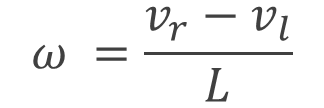 ω = (v_r − v_l) / L